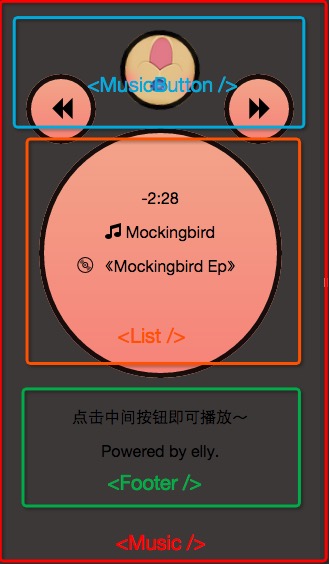 <MusicButton />
-2:28
Mockingbird
《Mockingbird Ep》
<List />
点击中间按钮即可播放～
Powered by elly.
<Footer />
<Music />